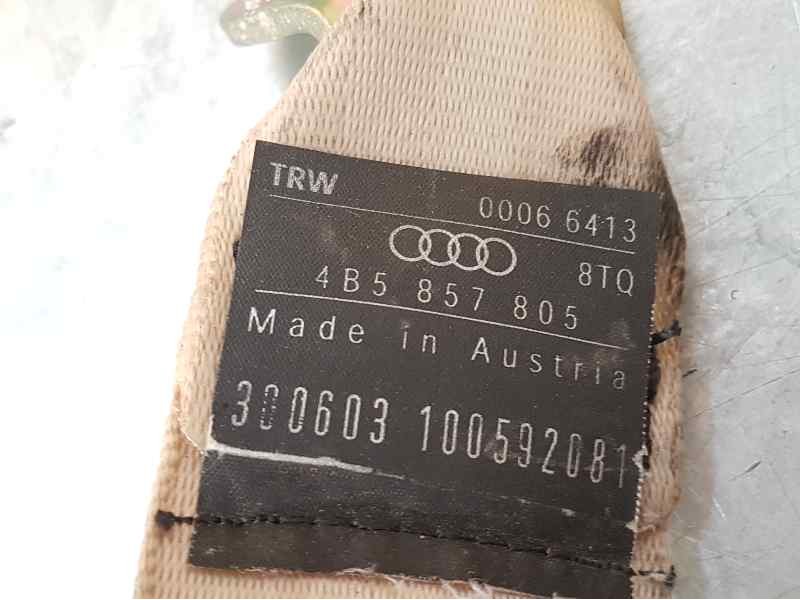 TRW
0006 6413
8TQ
4B5 857 805
Made in Austria
300603 100592081